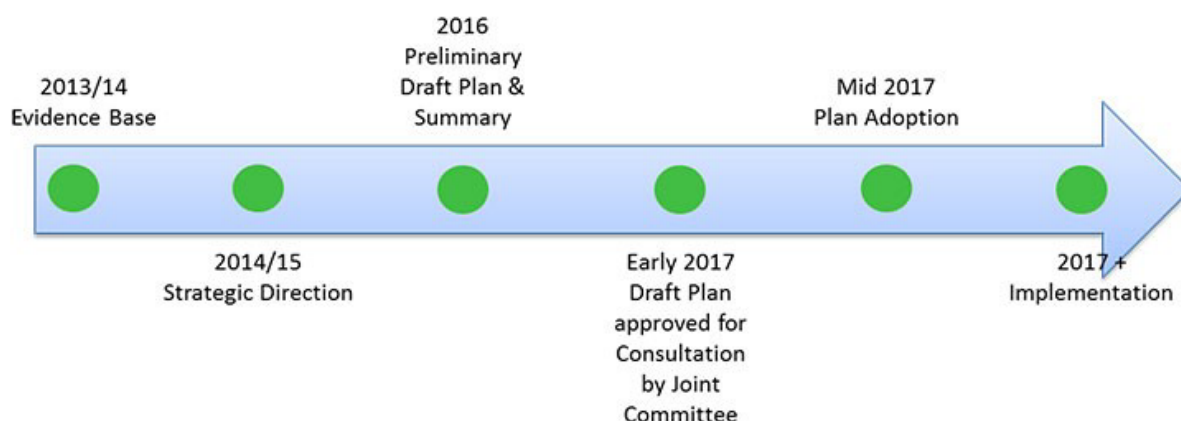 2013/14
Evidence Base
2014/15
Strategic Direction
2016
Preliminary
Draft Plan &
Summary
Early 2017
Draft Plan
approved for
Consultation
by Joint
Committee
Mid 2017
Plan Adoption
2017 +
Implementation